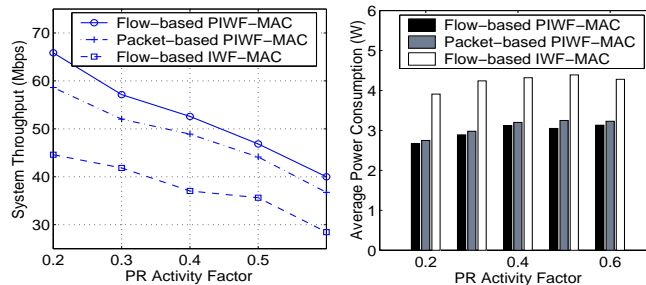 70
60
50
40
30
System Throughput (Mbps)
Flow−based PIWF−MAC
Packet−based PIWF−MAC
Flow−based IWF−MAC
0.2 0.3 0.4 0.5
PR Activity Factor
6
5
4
3
2
1
0
Average Power Consumption (W)
Flow−based PIWF−MAC
Packet−based PIWF−MAC
Flow−based IWF−MAC
0.2 0.4 0.6
PR Activity Factor